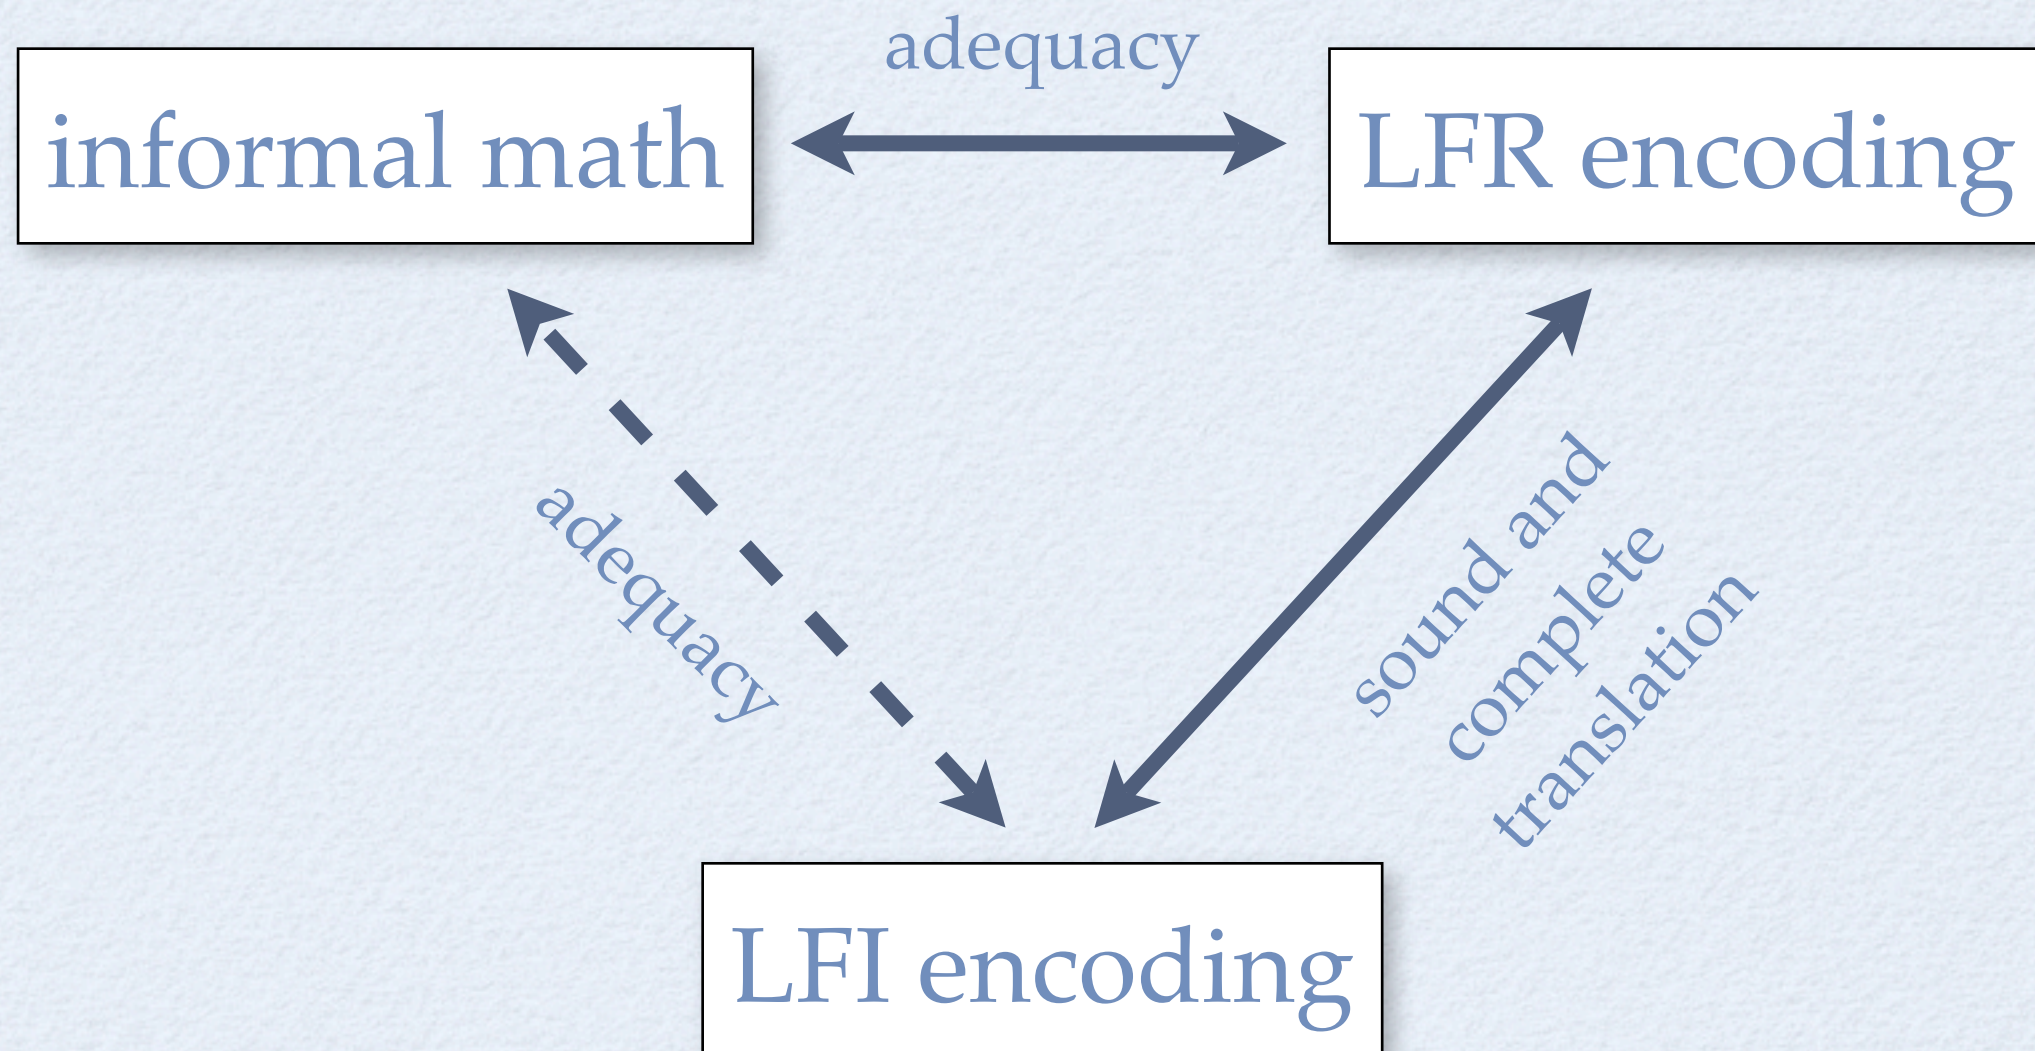 adequacy
informal math
LFR encoding
adequacy
sound and
complete
translation
LFI encoding